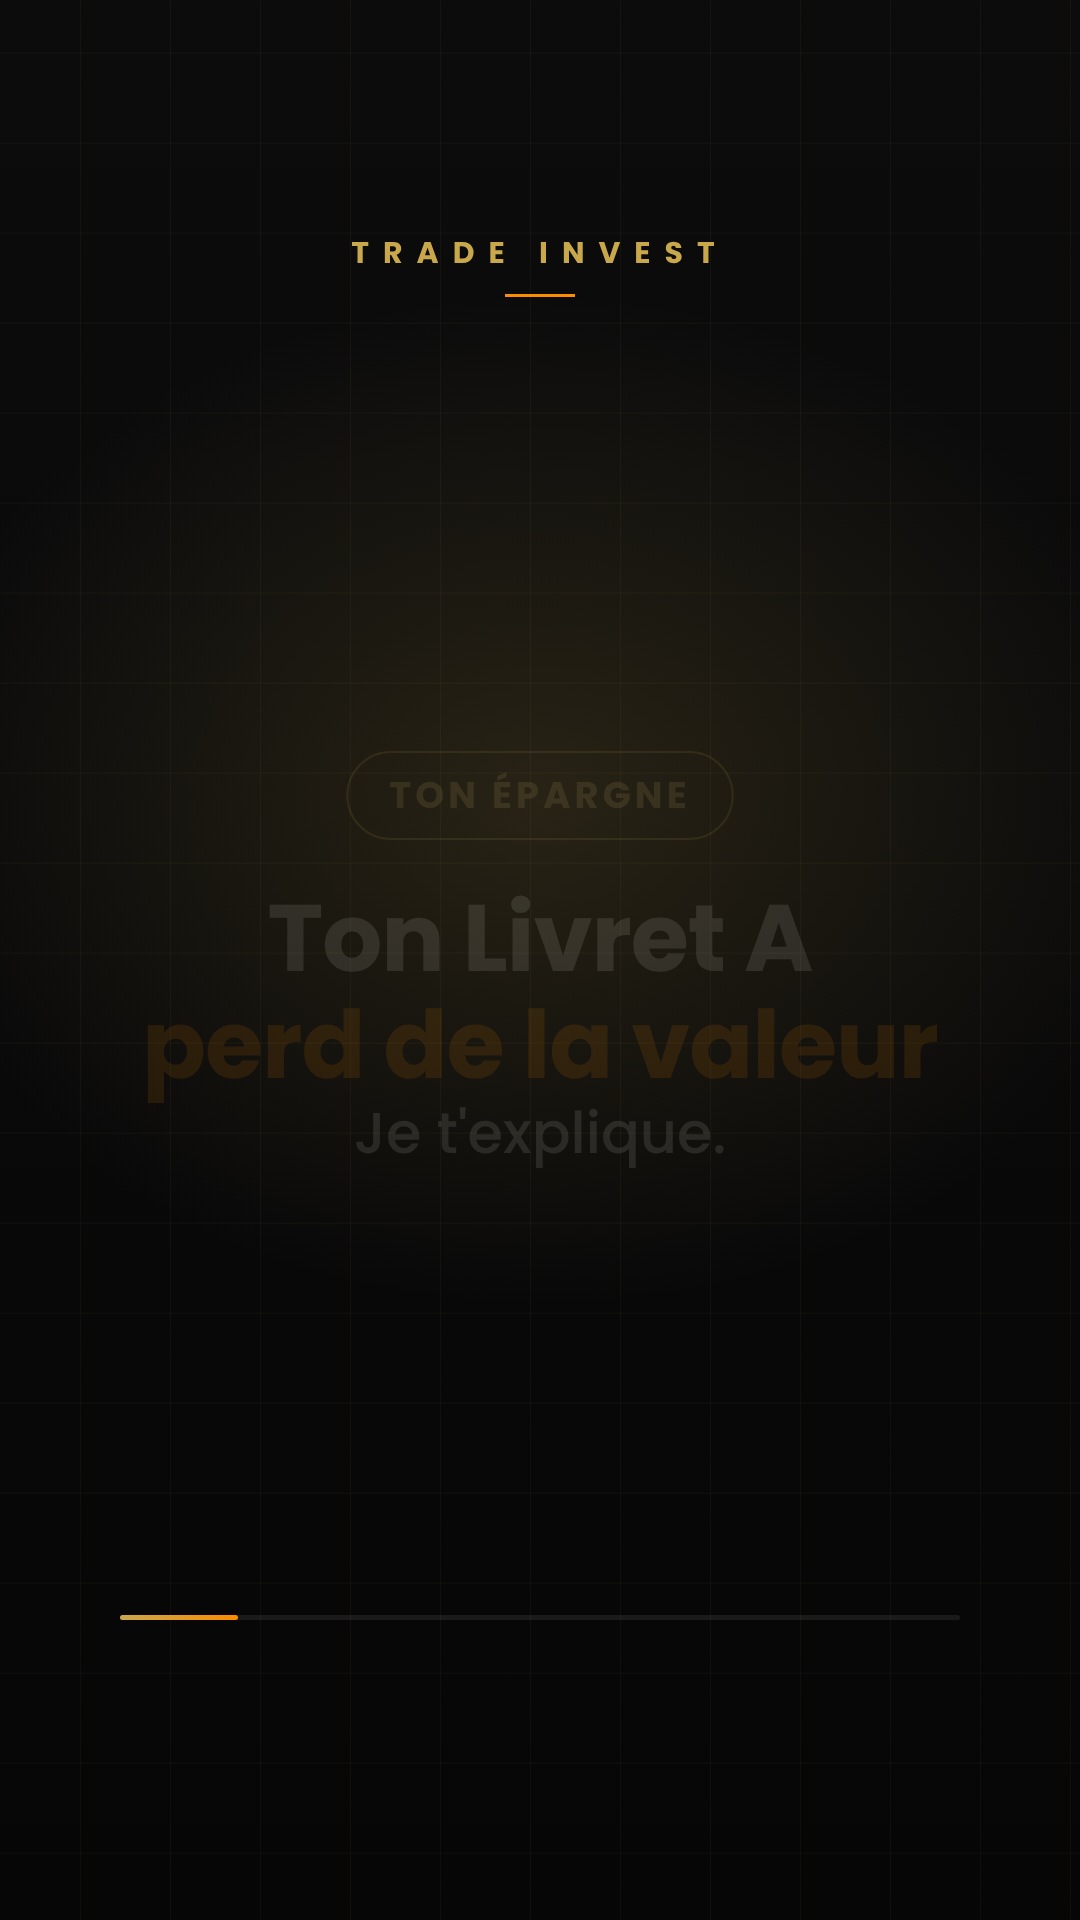 TRADE INVEST
TON ÉPARGNE
Ton Livret A
perd de la valeur
Je t'explique.